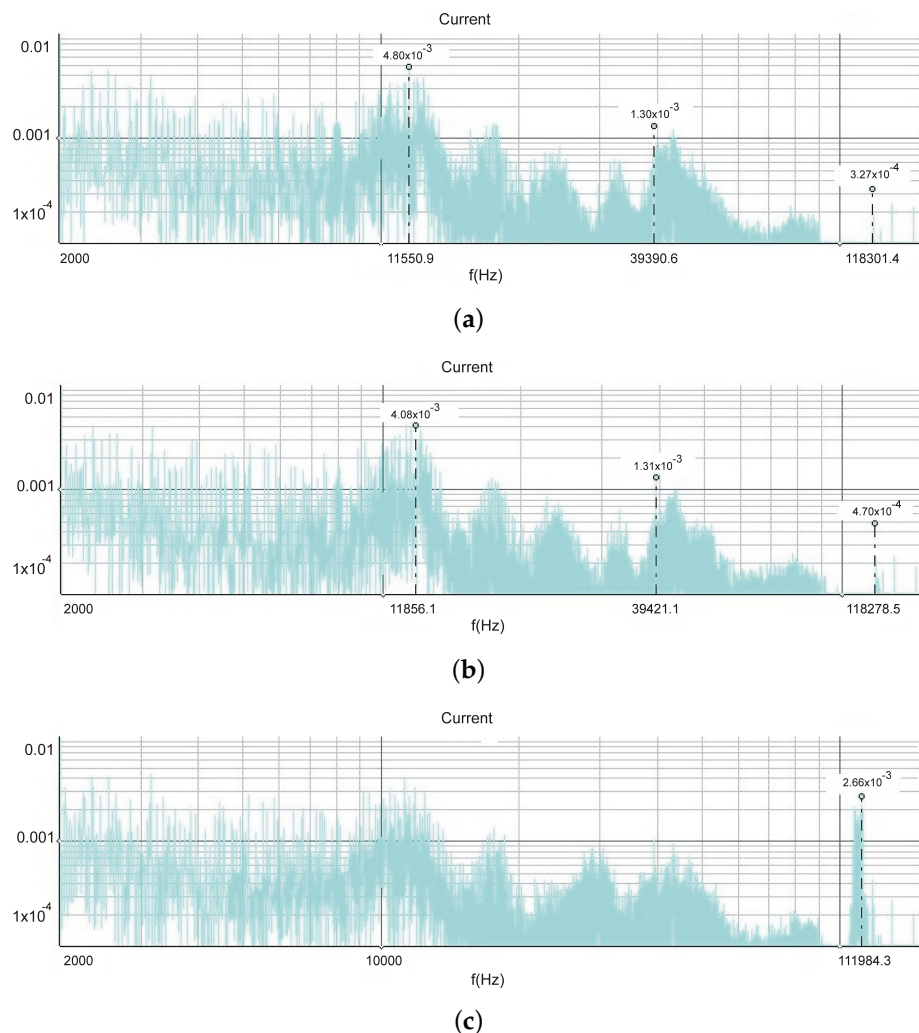 Current
0.01
4.80x10⁻³
1.30x10⁻³
0.001
3.27x10⁻⁴
1x10⁻⁴
2000 11550.9 39390.6 118301.4
f(Hz)
(a)
Current
0.01
4.08x10⁻³
1.31x10⁻³
0.001
4.70x10⁻⁴
1x10⁻⁴
2000 11856.1 39421.1 118278.5
f(Hz)
(b)
Current
0.01
2.66x10⁻³
0.001
1x10⁻⁴
2000 10000 111984.3
f(Hz)
(c)